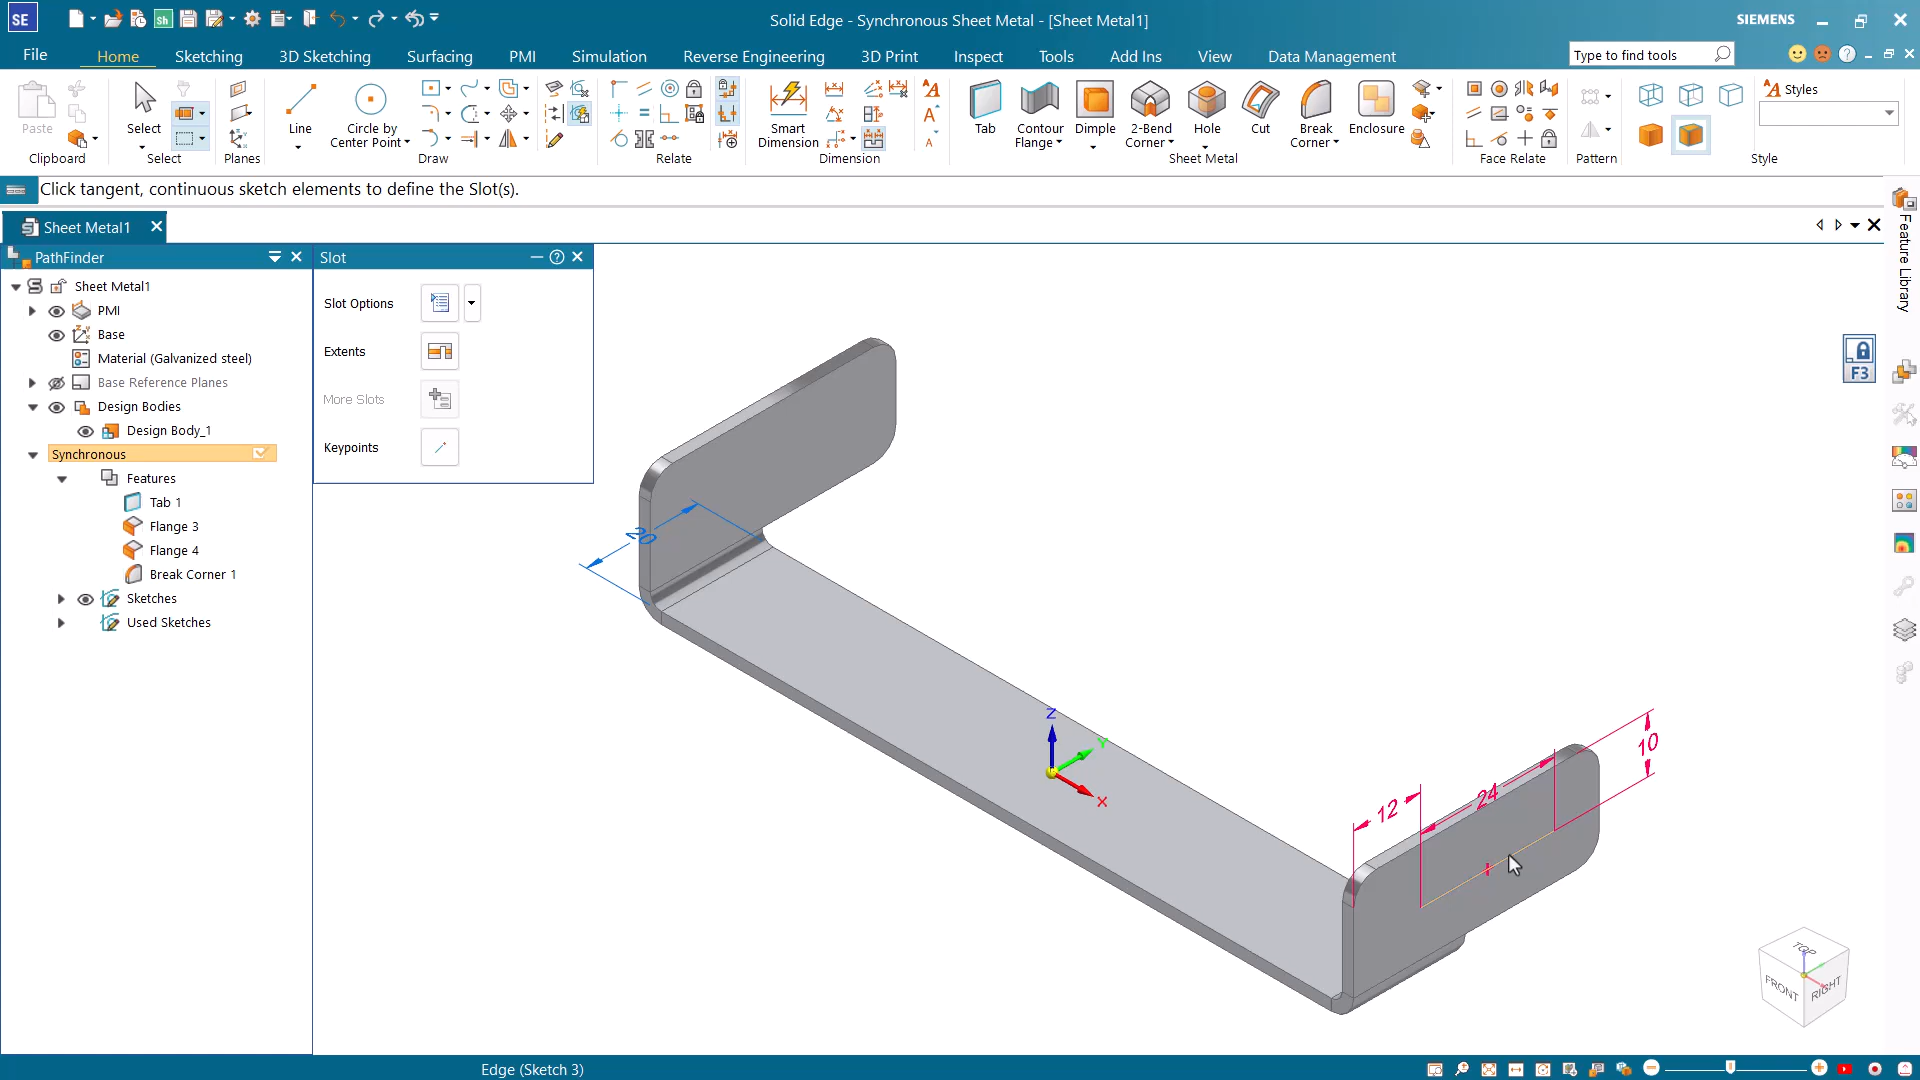 SE
Sh
Solid Edge - Synchronous Sheet Metal - [Sheet Metal1]
SIEMENS
File
Home
Sketching
3D Sketching
Surfacing
PMI
Simulation
Reverse Engineering
3D Print
Inspect
Tools
Add Ins
View
Data Management
Type to find tools
Paste
Clipboard
Select
Select
Planes
Line
Circle by
Center Point
Draw
Relate
Smart
Dimension
Dimension
Tab
Contour
Flange
Dimple
2-Bend
Corner
Hole
Cut
Break
Corner
Enclosure
Sheet Metal
Face Relate
Pattern
Styles
Style
Click tangent, continuous sketch elements to define the Slot(s).
Sheet Metal1
PathFinder
Sheet Metal1
PMI
Base
Material (Galvanized steel)
Base Reference Planes
Design Bodies
Design Body_1
Synchronous
Features
Tab 1
Flange 3
Flange 4
Break Corner 1
Sketches
Used Sketches
Slot
Slot Options
Extents
More Slots
Keypoints
Feature Library
F3
20
Z
Y
X
12
24
10
TOP
FRONT
RIGHT
Edge (Sketch 3)